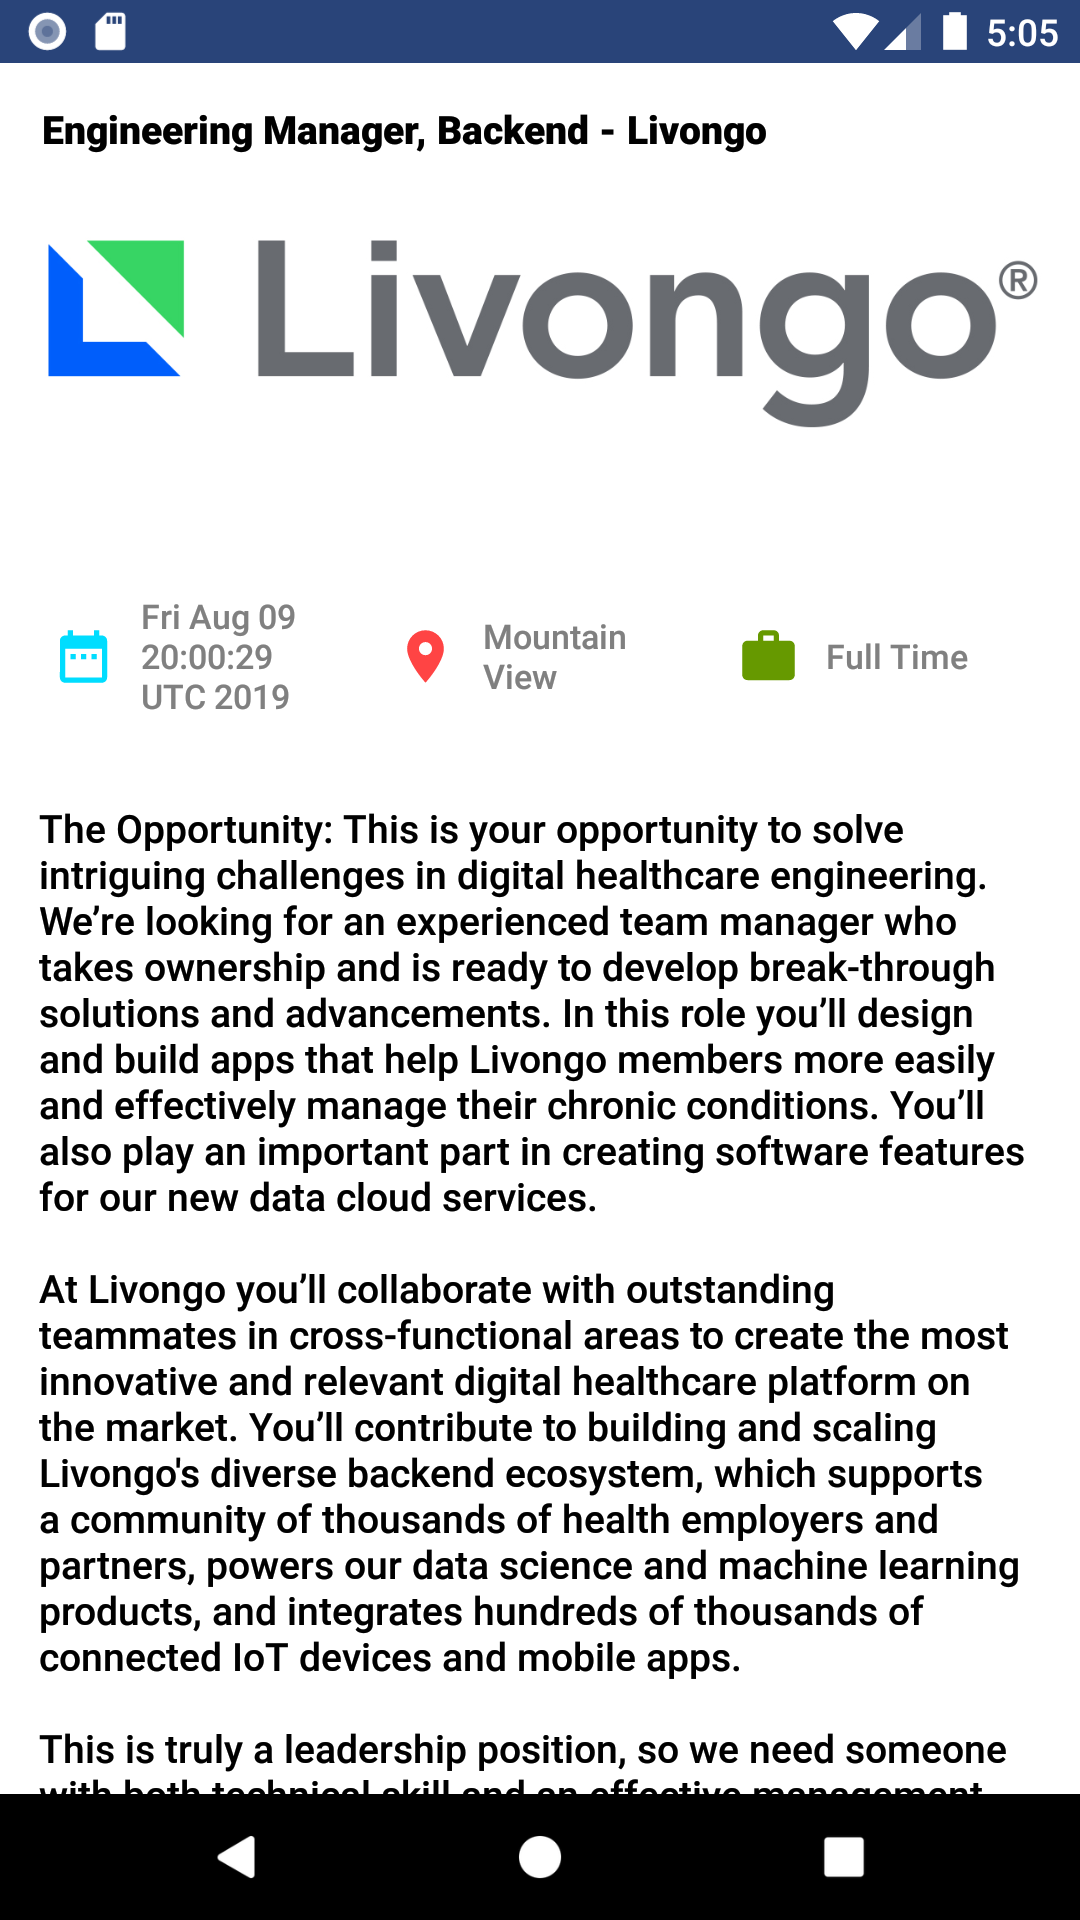 5:05
Engineering Manager, Backend - Livongo
Livongo®
Fri Aug 09
20:00:29
UTC 2019
Mountain
View
Full Time
The Opportunity: This is your opportunity to solve
intriguing challenges in digital healthcare engineering.
We’re looking for an experienced team manager who
takes ownership and is ready to develop break-through
solutions and advancements. In this role you’ll design
and build apps that help Livongo members more easily
and effectively manage their chronic conditions. You’ll
also play an important part in creating software features
for our new data cloud services.
At Livongo you’ll collaborate with outstanding
teammates in cross-functional areas to create the most
innovative and relevant digital healthcare platform on
the market. You’ll contribute to building and scaling
Livongo's diverse backend ecosystem, which supports
a community of thousands of health employers and
partners, powers our data science and machine learning
products, and integrates hundreds of thousands of
connected IoT devices and mobile apps.
This is truly a leadership position, so we need someone
with both technical skill and an effective management